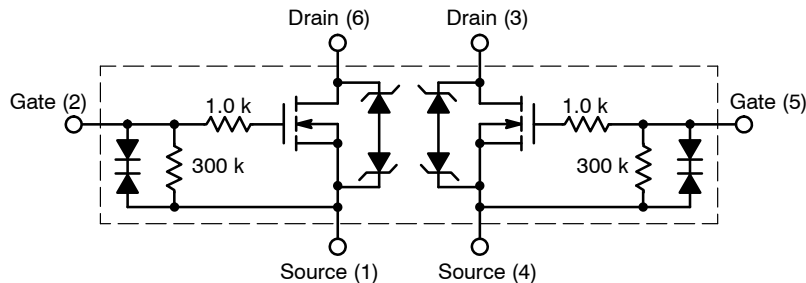 Drain (6)
Drain (3)
Gate (2)
1.0 k
1.0 k
Gate (5)
300 k
300 k
Source (1)
Source (4)